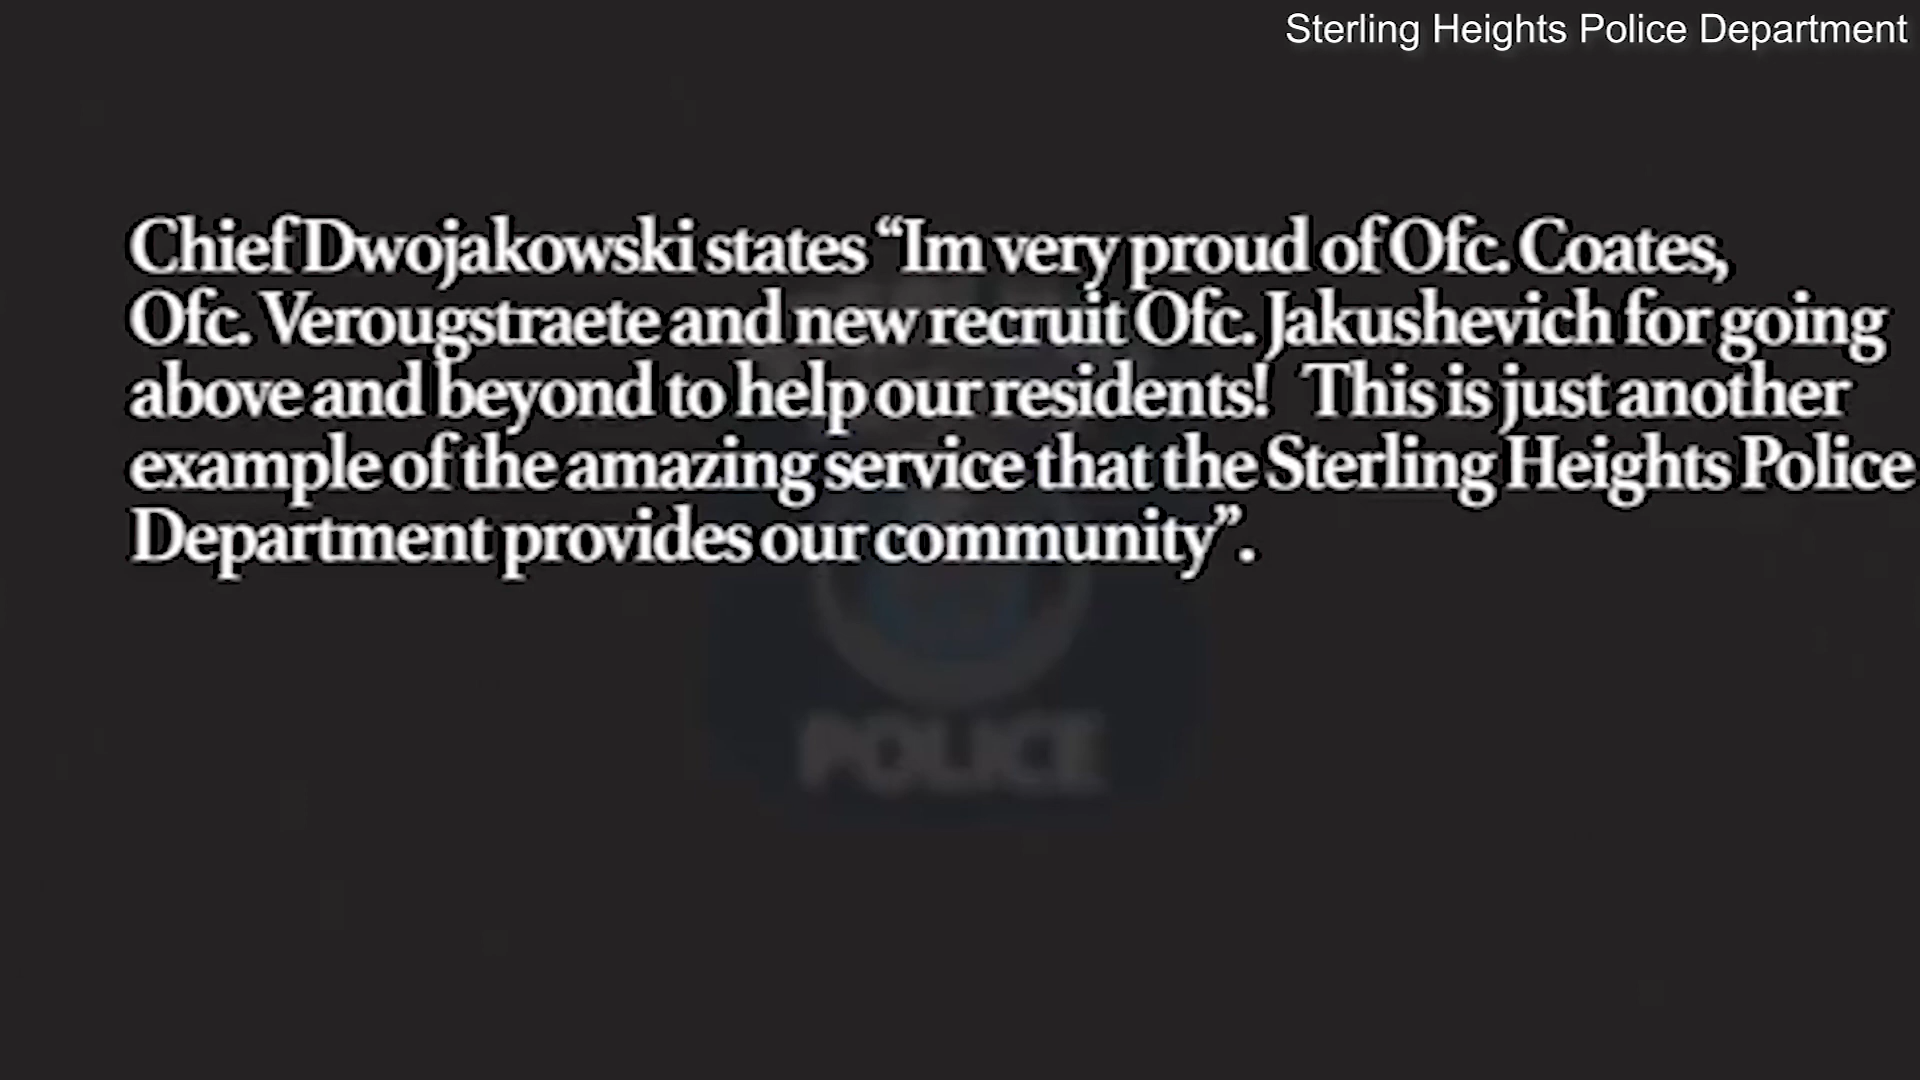 Sterling Heights Police Department
Chief Dwojakowski states “Im very proud of Ofc. Coates,
Ofc. Verougstraete and new recruit Ofc. Jakushevich for going
above and beyond to help our residents! This is just another
example of the amazing service that the Sterling Heights Police
Department provides our community”.
POLICE